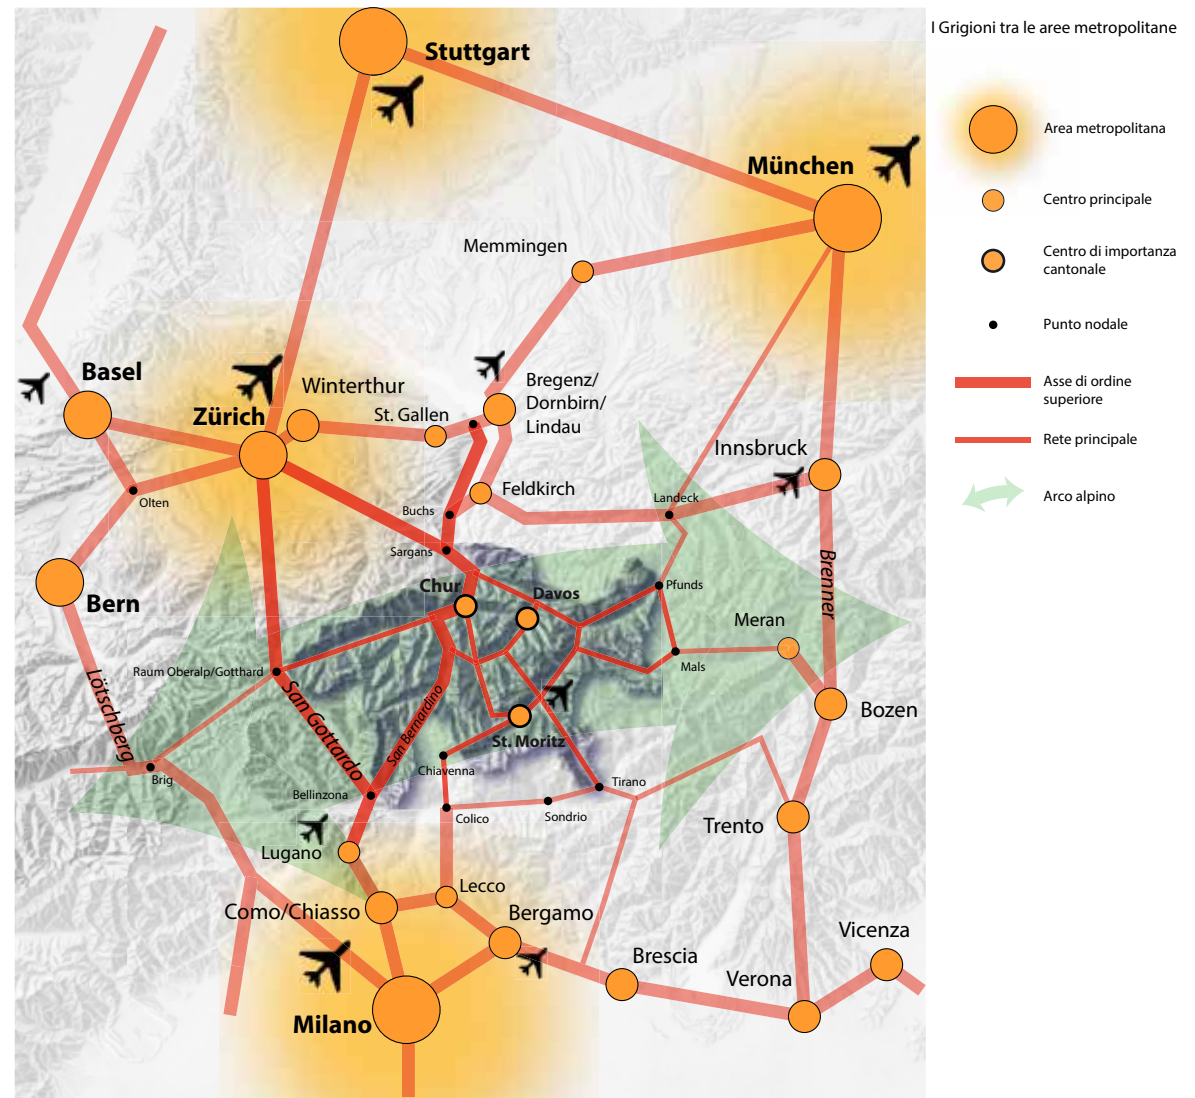 I Grigioni tra le aree metropolitane
Stuttgart
München
Area metropolitana
Centro principale
Memmingen
Centro di importanza
cantonale
Punto nodale
Basel
Winterthur
Bregenz/
Dornbirn/
Lindau
Asse di ordine
superiore
Zürich
St. Gallen
Rete principale
Innsbruck
Feldkirch
Landeck
Arco alpino
Olten
Buchs
Sargans
Brenner
Chur
Davos
Pfunds
Bern
Meran
Mals
Raum Oberalp/Gotthard
Lötschberg
San Gottardo
San Bernardino
Bozen
St. Moritz
Chiavenna
Brig
Tirano
Bellinzona
Colico
Sondrio
Trento
Lugano
Lecco
Como/Chiasso
Bergamo
Vicenza
Brescia
Verona
Milano